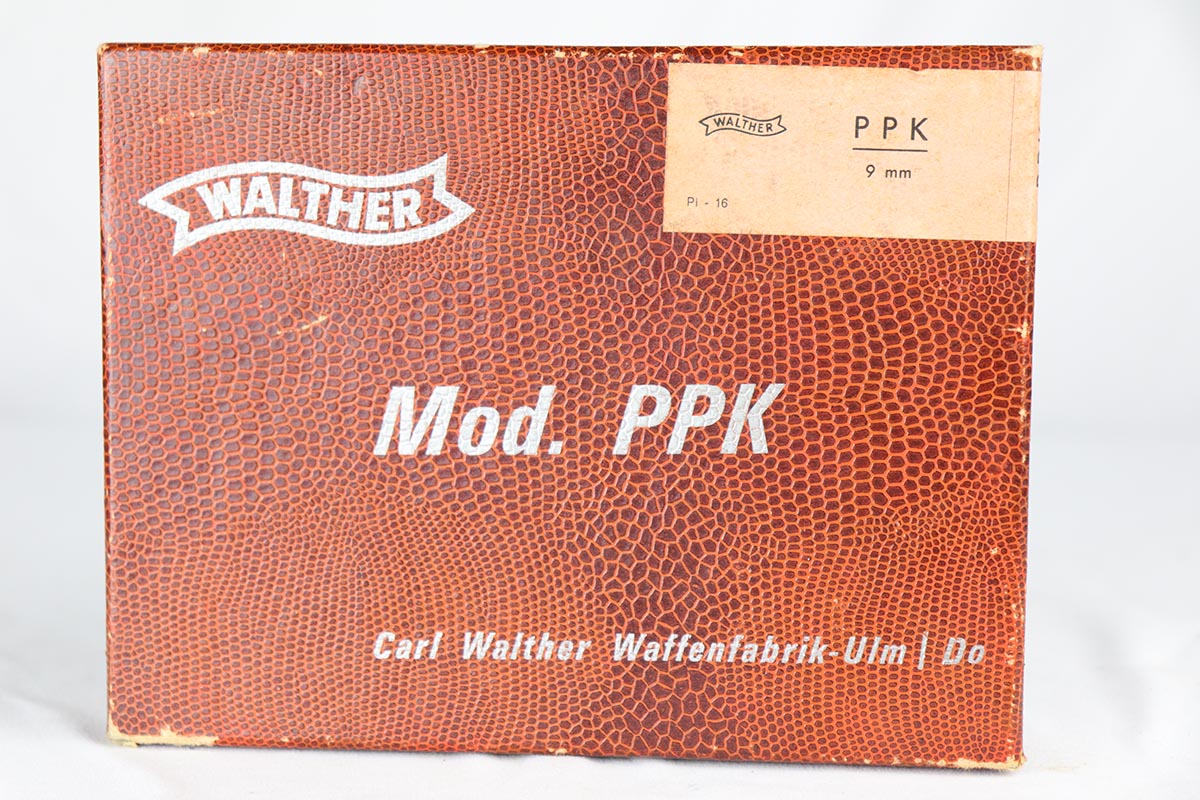 WALTHER
PPK
9 mm
Pi - 16
WALTHER
Mod. PPK
Carl Walther Waffenfabrik-Ulm | Do